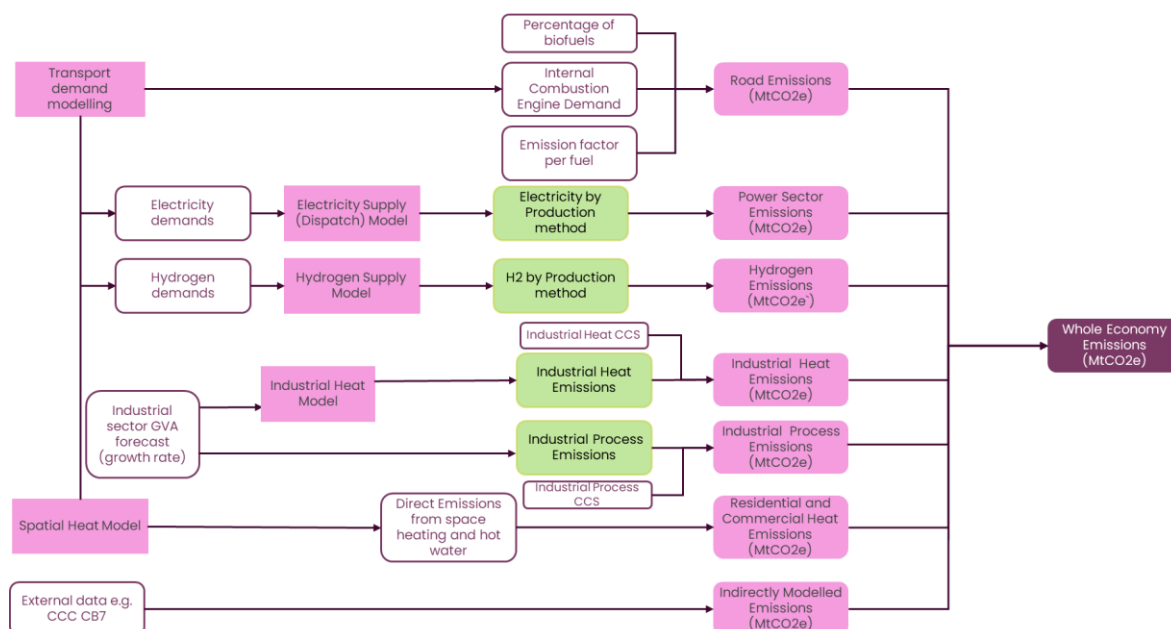 Percentage of
biofuels
Transport
demand
modelling
Internal
Combustion
Engine Demand
Road Emissions
(MtCO2e)
Emission factor
per fuel
Electricity
demands
Electricity Supply
(Dispatch) Model
Electricity by
Production
method
Power Sector
Emissions
(MtCO2e)
Hydrogen
demands
Hydrogen Supply
Model
H2 by Production
method
Hydrogen
Emissions
(MtCO2e`)
Whole Economy
Emissions
(MtCO2e)
Industrial Heat CCS
Industrial Heat
Model
Industrial Heat
Emissions
Industrial Heat
Emissions
(MtCO2e)
Industrial
sector GVA
forecast
(growth rate)
Industrial Process
Emissions
Industrial Process
Emissions
(MtCO2e)
Industrial Process
CCS
Spatial Heat Model
Direct Emissions
from space
heating and hot
water
Residential and
Commercial Heat
Emissions
(MtCO2e)
External data e.g.
CCC CB7
Indirectly Modelled
Emissions
(MtCO2e)